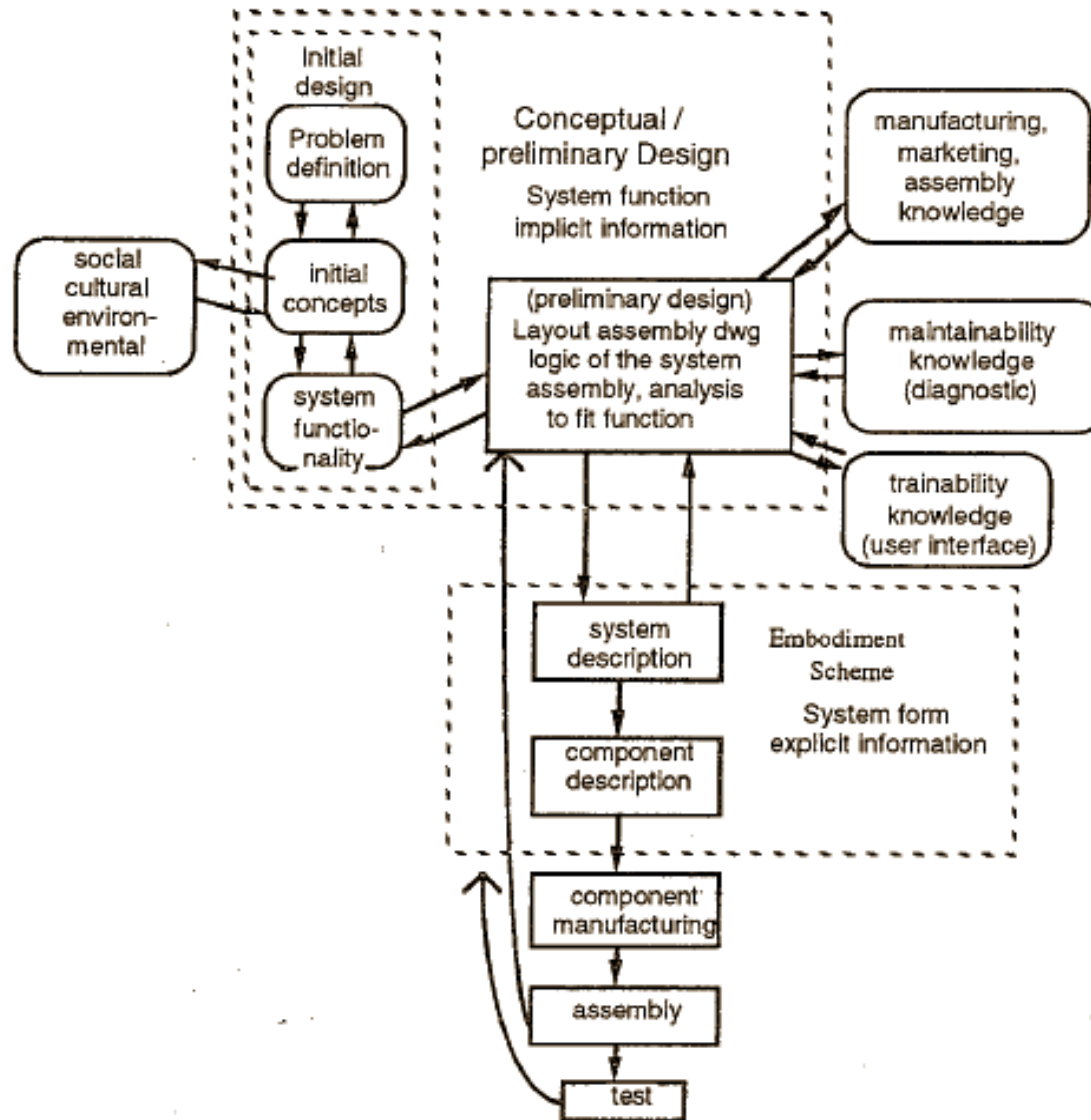 Initial
design
Problem
definition
Conceptual /
preliminary Design
System function
implicit information
manufacturing,
marketing,
assembly
knowledge
social
cultural
environ-
mental
initial
concepts
(preliminary design)
Layout assembly dwg
logic of the system
assembly, analysis
to fit function
maintainability
knowledge
(diagnostic)
system
functio-
nality
trainability
knowledge
(user interface)
system
description
Embodiment
Scheme
System form
explicit information
component
description
component
manufacturing
assembly
test